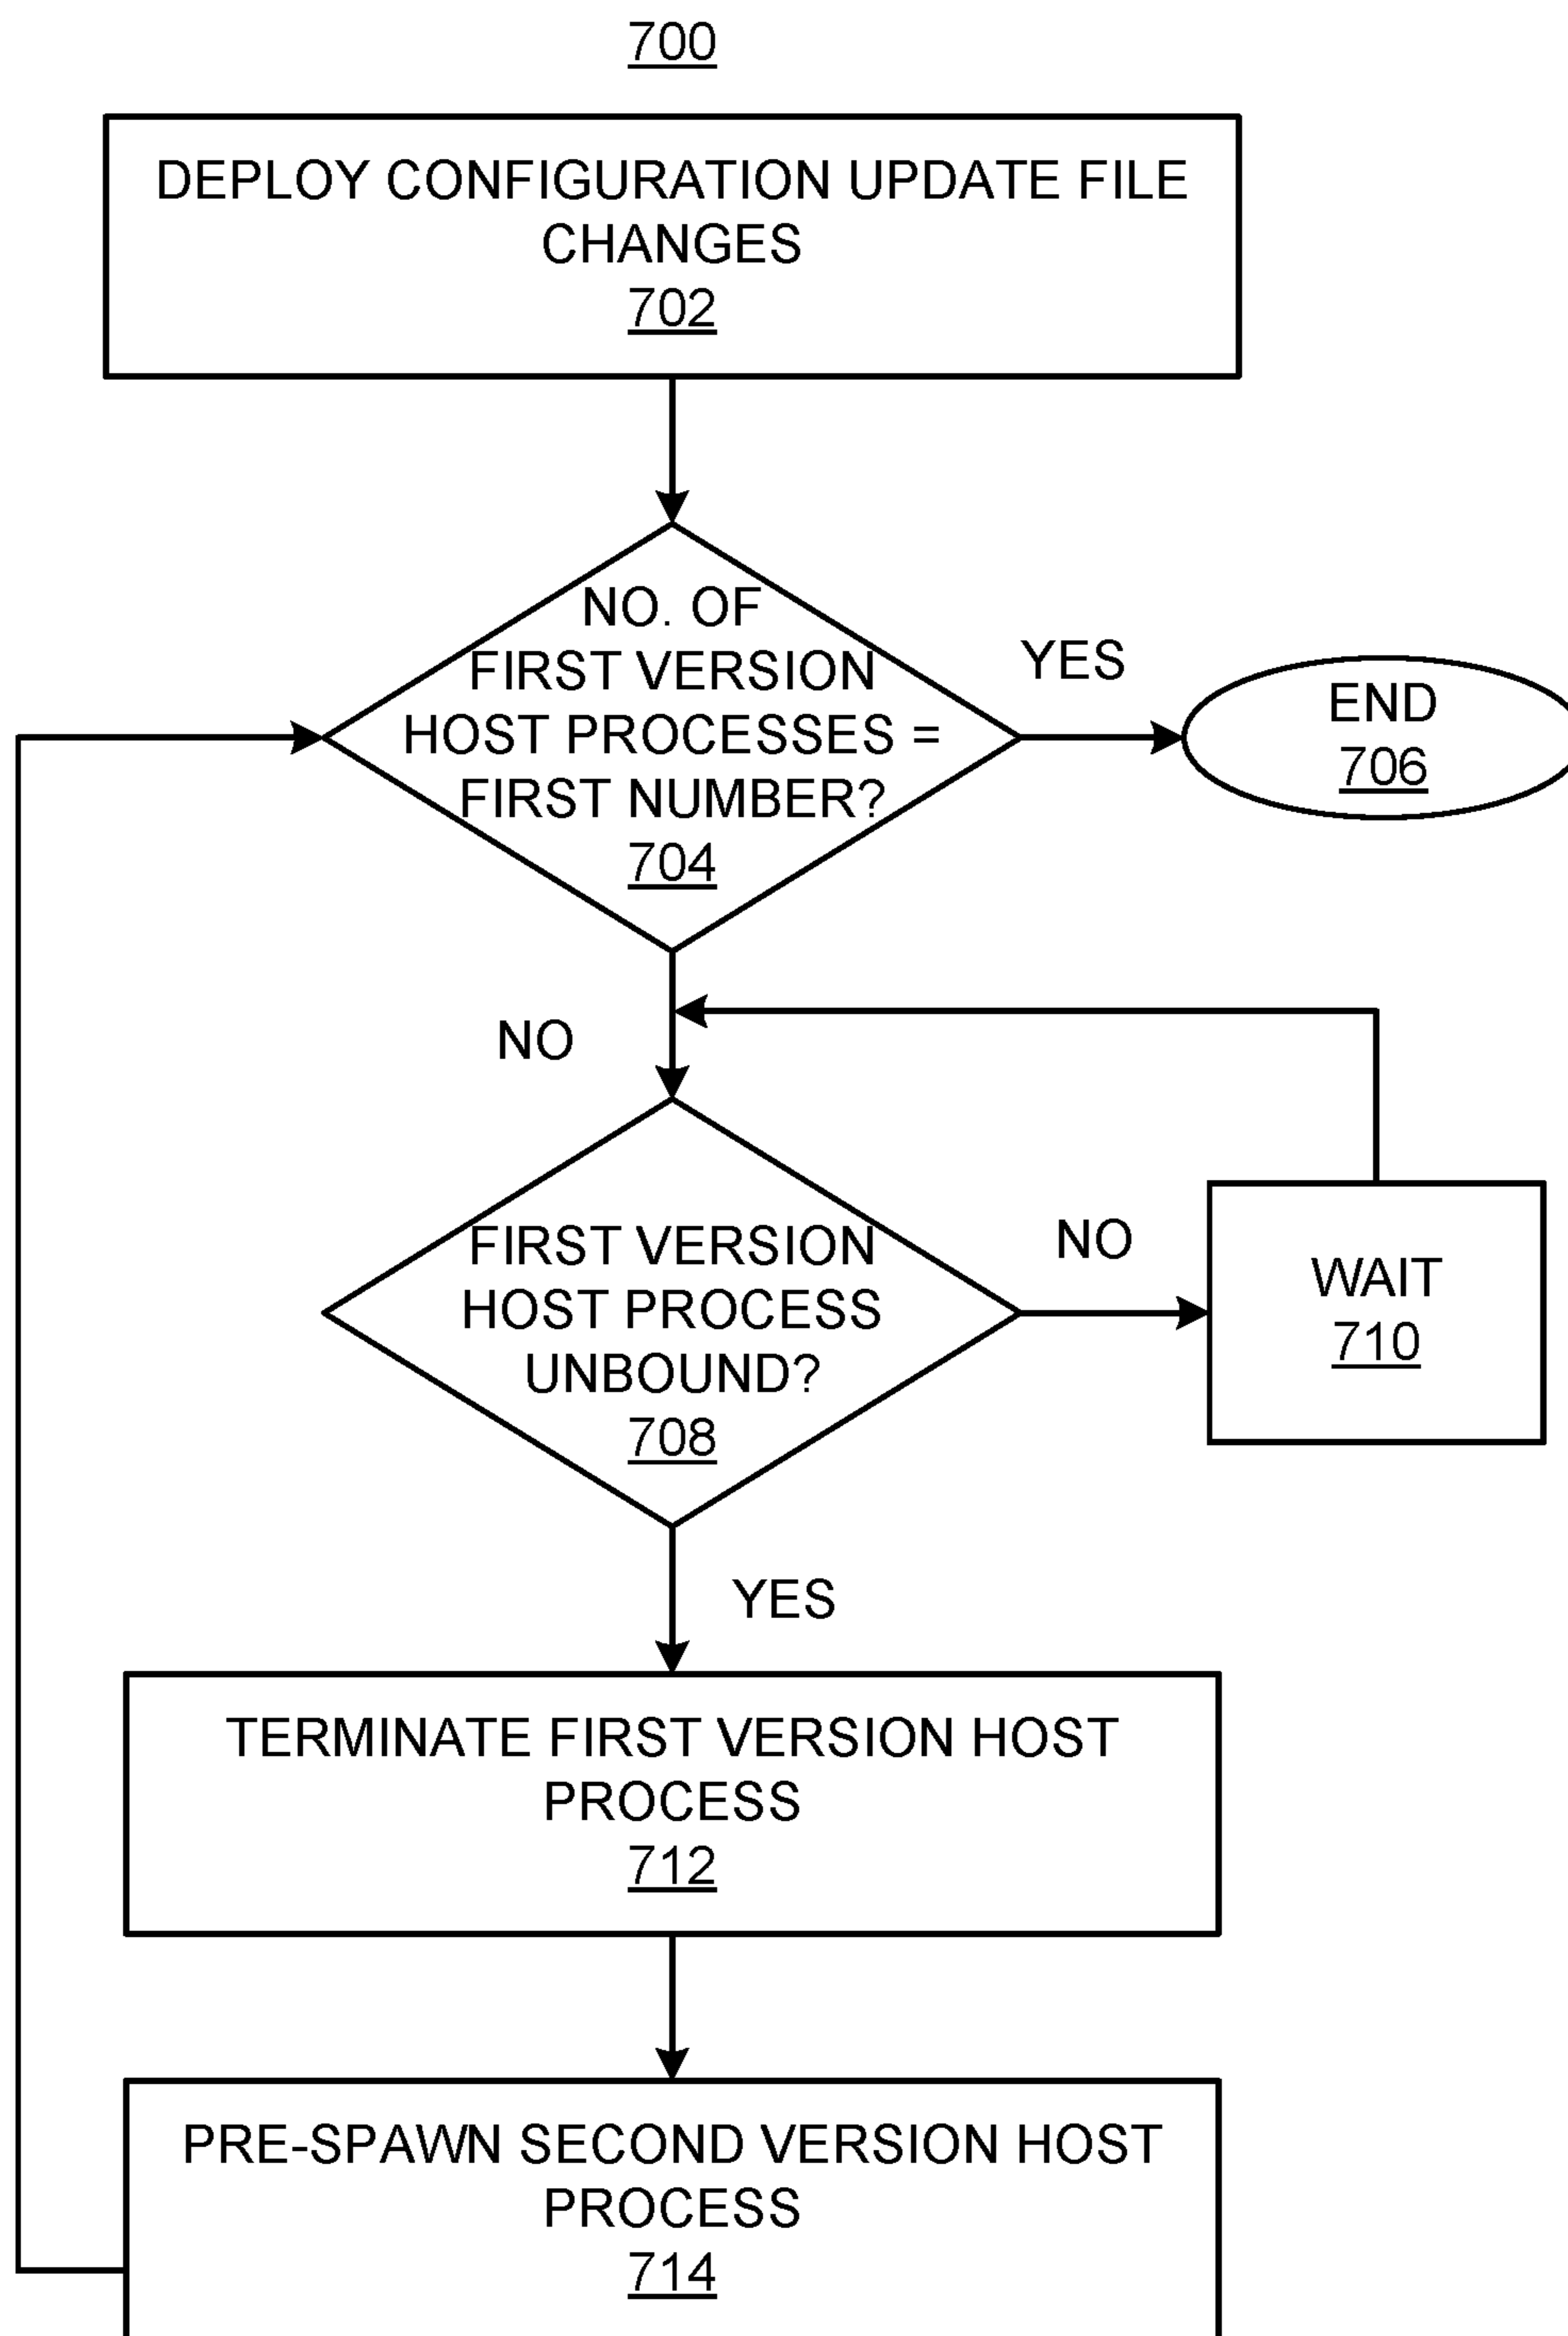 700
DEPLOY CONFIGURATION UPDATE FILE
CHANGES
702
NO. OF
FIRST VERSION
HOST PROCESSES =
FIRST NUMBER?
704
YES
END
706
NO
FIRST VERSION
HOST PROCESS
UNBOUND?
708
NO
WAIT
710
YES
TERMINATE FIRST VERSION HOST
PROCESS
712
PRE-SPAWN SECOND VERSION HOST
PROCESS
714